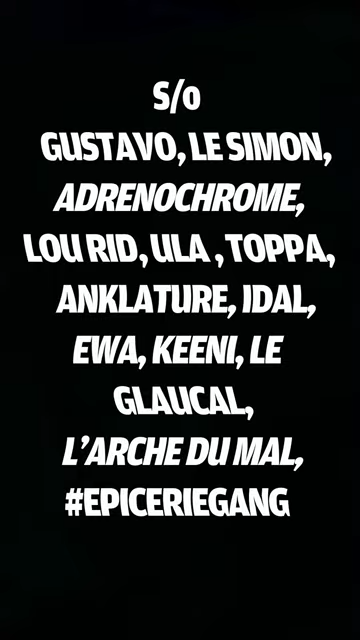 S/o
GUSTAVO, LE SIMON,
ADRENOCHROME,
LOU RID, ULA , TOPPA,
ANKLATURE, IDAL,
EWA, KEENI, LE
GLAUCAL,
L'ARCHE DU MAL,
#EPICERIEGANG